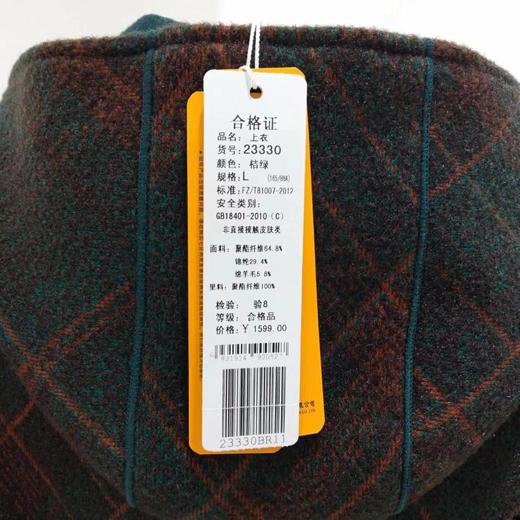 合格证
品名: 上衣
货号: 23330
颜色: 桔绿
规格: L (165/88A)
标准: FZ/T81007-2012
安全类别:
GB18401-2010 (C)
非直接接触皮肤类
面料: 聚酯纤维64.8%
锦纶29.4%
绵羊毛5.8%
里料: 聚酯纤维100%
检验: 验8
等级: 合格品
价格: ¥ 1599.00
6 921914 900521
23330BR11